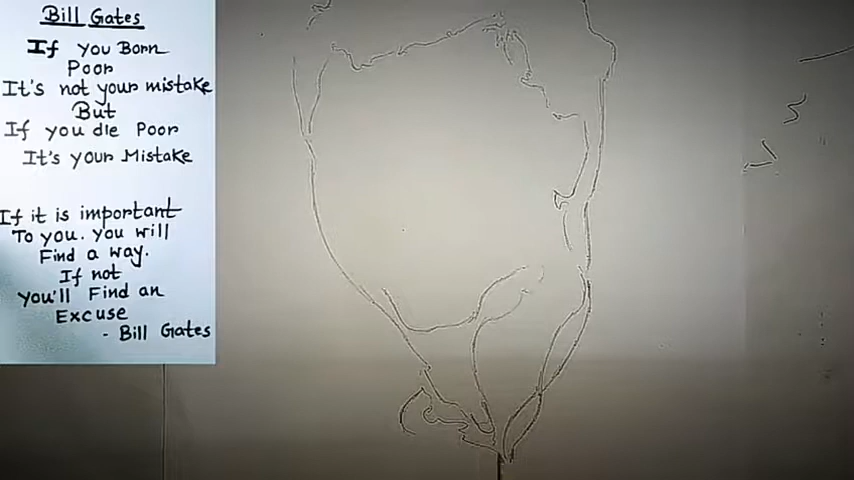 Bill Gates
If you Born
Poor
It's not your mistake
But
If you die Poor
It's your Mistake
If it is important
To you. you will
Find a way.
If not
you'll Find an
Excuse
- Bill Gates